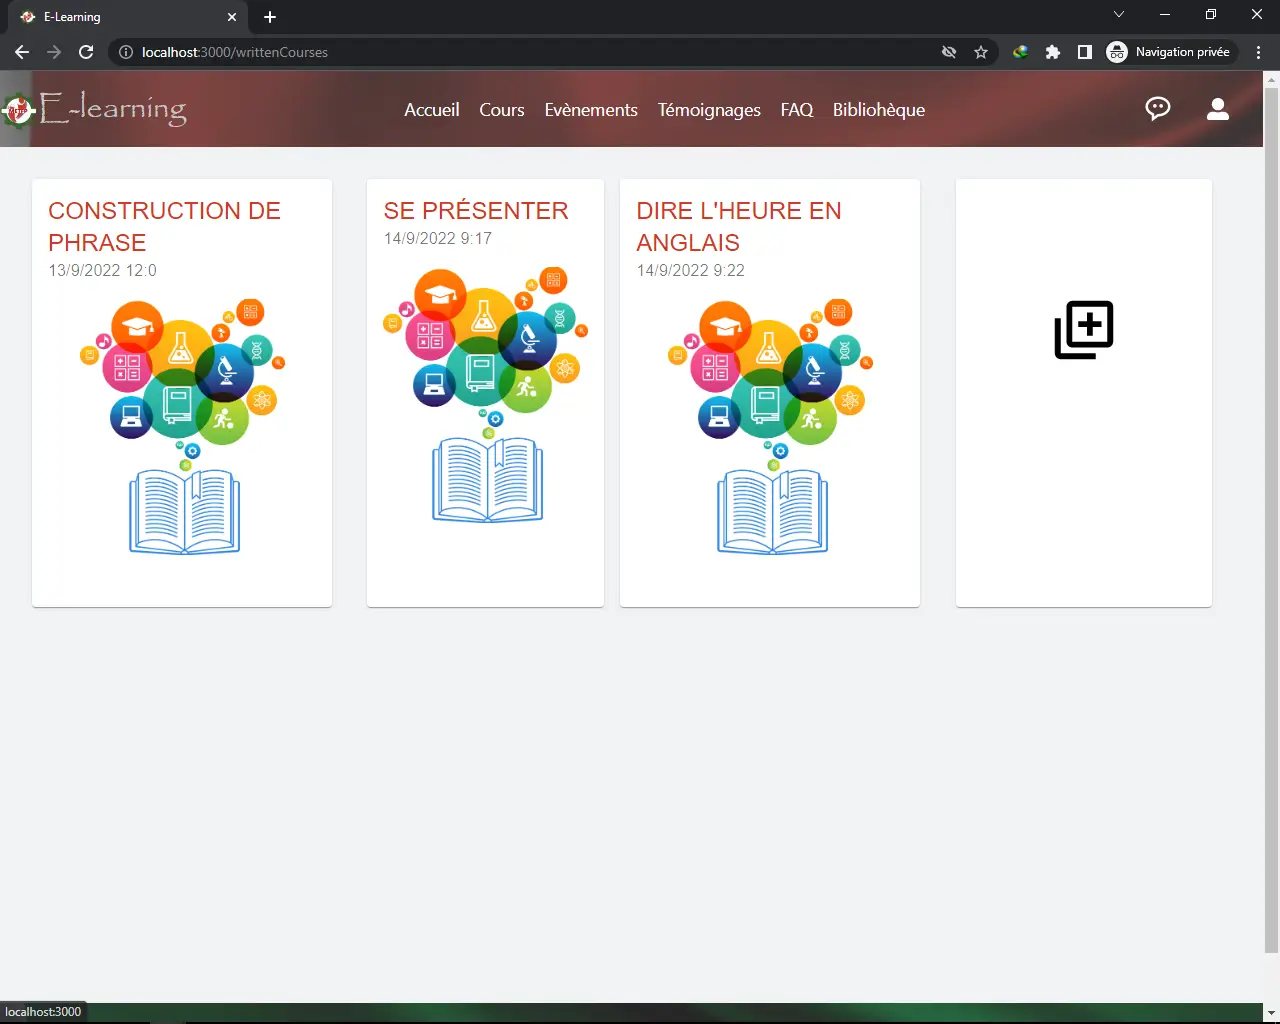 E-Learning
localhost:3000/writtenCourses
Navigation privée
E-learning
Accueil
Cours
Evènements
Témoignages
FAQ
Bibliohèque
CONSTRUCTION DE
PHRASE
13/9/2022 12:0
SE PRÉSENTER
14/9/2022 9:17
DIRE L'HEURE EN
ANGLAIS
14/9/2022 9:22
localhost:3000